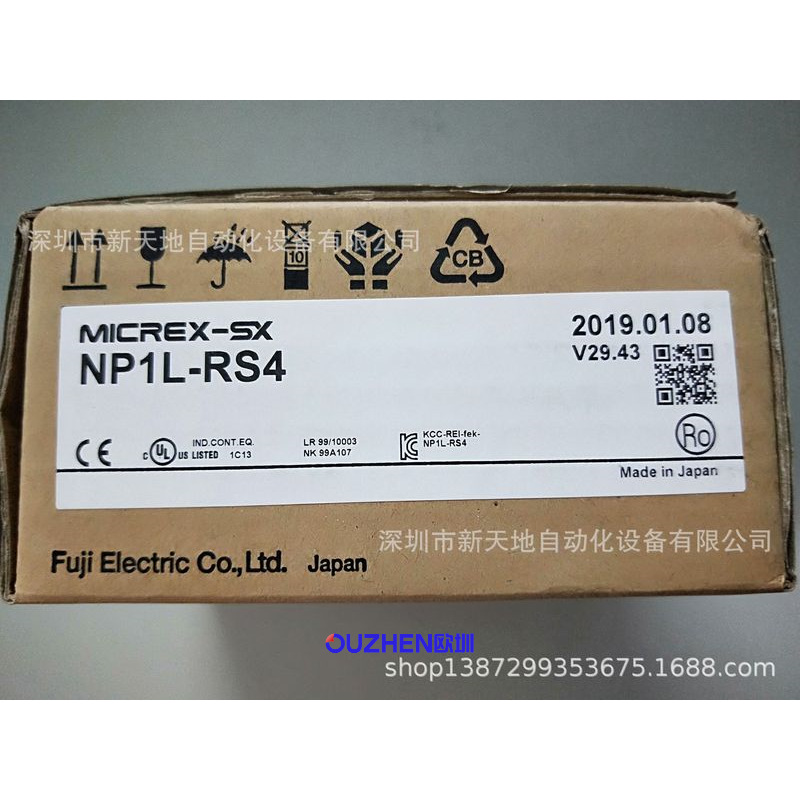 深圳市新天地自动化设备有限公司
10
CB
MICREX-SX
2019.01.08
NP1L-RS4
V29.43
CE
C UL US LISTED
IND.CONT.EQ.
1C13
LR 99/10003
NK 99A107
KCC-REI-fek-
NP1L-RS4
Ro
Made in Japan
深圳市新天地自动化设备有限公司
Fuji Electric Co.,Ltd. Japan
OUZHEN欧圳
shop1387299353675.1688.com